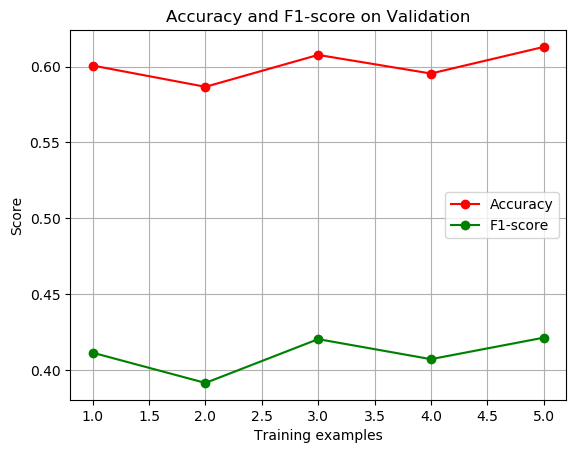 Accuracy and F1-score on Validation
0.60
0.55
0.50
0.45
0.40
Score
Accuracy
F1-score
1.0 1.5 2.0 2.5 3.0 3.5 4.0 4.5 5.0
Training examples